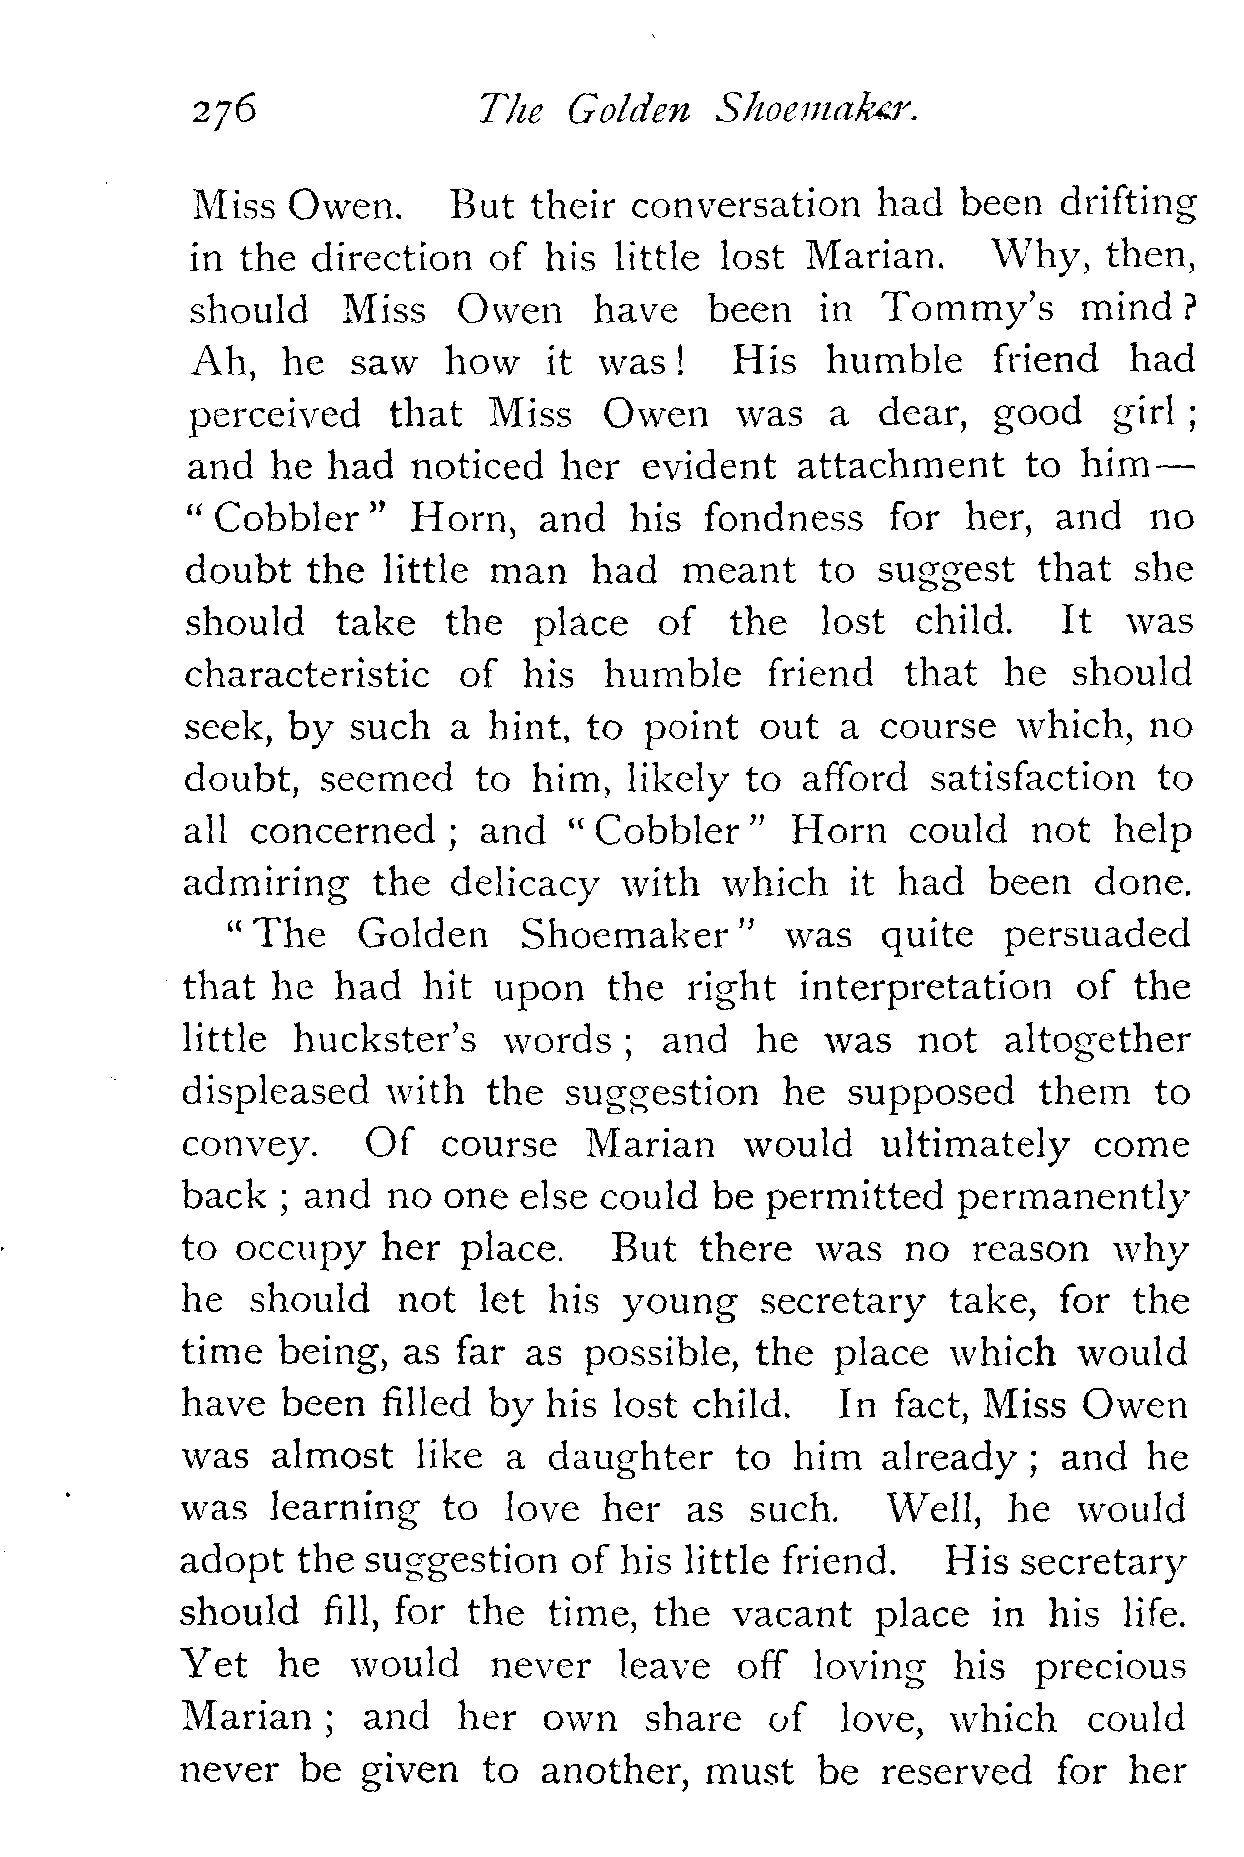 276 The Golden Shoemaker.
Miss Owen. But their conversation had been drifting
in the direction of his little lost Marian. Why, then,
should Miss Owen have been in Tommy's mind ?
Ah, he saw how it was ! His humble friend had
perceived that Miss Owen was a dear, good girl ;
and he had noticed her evident attachment to him—
" Cobbler " Horn, and his fondness for her, and no
doubt the little man had meant to suggest that she
should take the place of the lost child. It was
characteristic of his humble friend that he should
seek, by such a hint, to point out a course which, no
doubt, seemed to him, likely to afford satisfaction to
all concerned ; and " Cobbler " Horn could not help
admiring the delicacy with which it had been done.
" The Golden Shoemaker " was quite persuaded
that he had hit upon the right interpretation of the
little huckster's words ; and he was not altogether
displeased with the suggestion he supposed them to
convey. Of course Marian would ultimately come
back ; and no one else could be permitted permanently
to occupy her place. But there was no reason why
he should not let his young secretary take, for the
time being, as far as possible, the place which would
have been filled by his lost child. In fact, Miss Owen
was almost like a daughter to him already ; and he
was learning to love her as such. Well, he would
adopt the suggestion of his little friend. His secretary
should fill, for the time, the vacant place in his life.
Yet he would never leave off loving his precious
Marian ; and her own share of love, which could
never be given to another, must be reserved for her